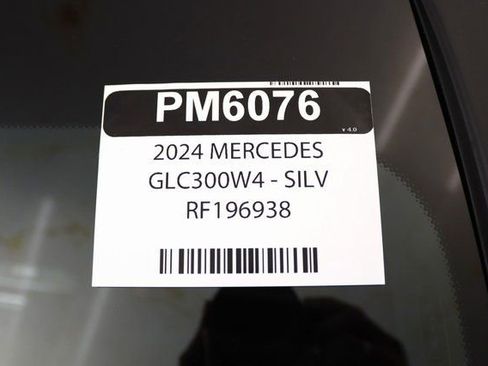 PM6076
v 4.0
2024 MERCEDES
GLC300W4 - SILV
RF196938